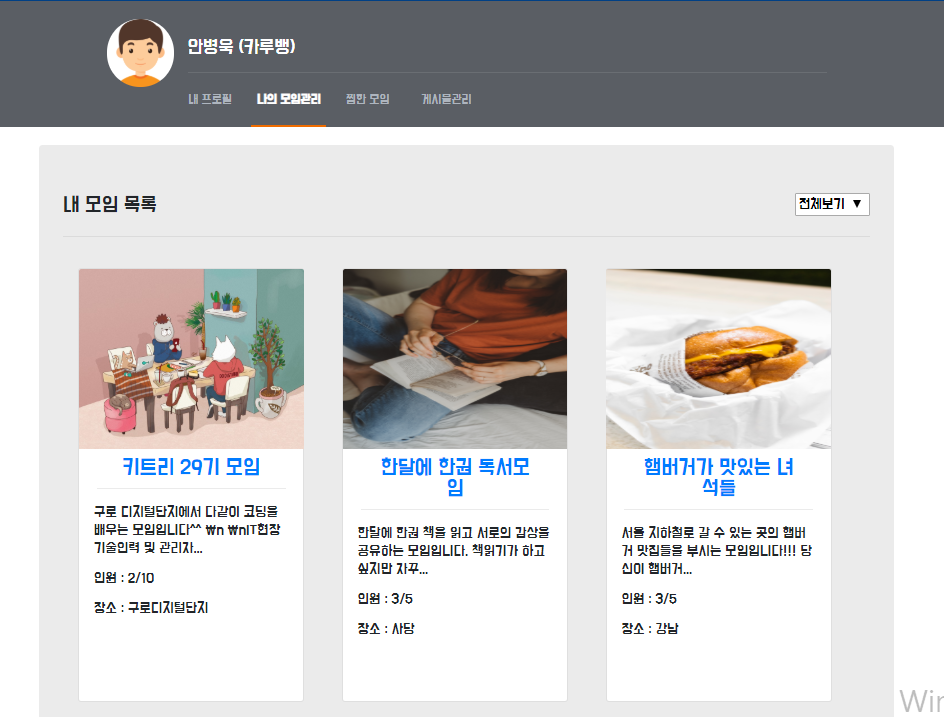 안병욱 (카루뱅)
내 프로필 나의 모임관리 찜한 모임 게시물관리
내 모임 목록
전체보기 ▼
키트리 29기 모임
구로 디지털단지에서 다같이 코딩을
배우는 모임입니다^^ ₩n ₩nIT현장
기술인력 및 관리자...
인원 : 2/10
장소 : 구로디지털단지
한달에 한권 독서모
임
한달에 한권 책을 읽고 서로의 감상을
공유하는 모임입니다. 책읽기가 하고
싶지만 자꾸...
인원 : 3/5
장소 : 사당
햄버거가 맛있는 녀
석들
서울 지하철로 갈 수 있는 곳의 햄버
거 맛집들을 부시는 모임입니다!!! 당
신이 햄버거...
인원 : 3/5
장소 : 강남